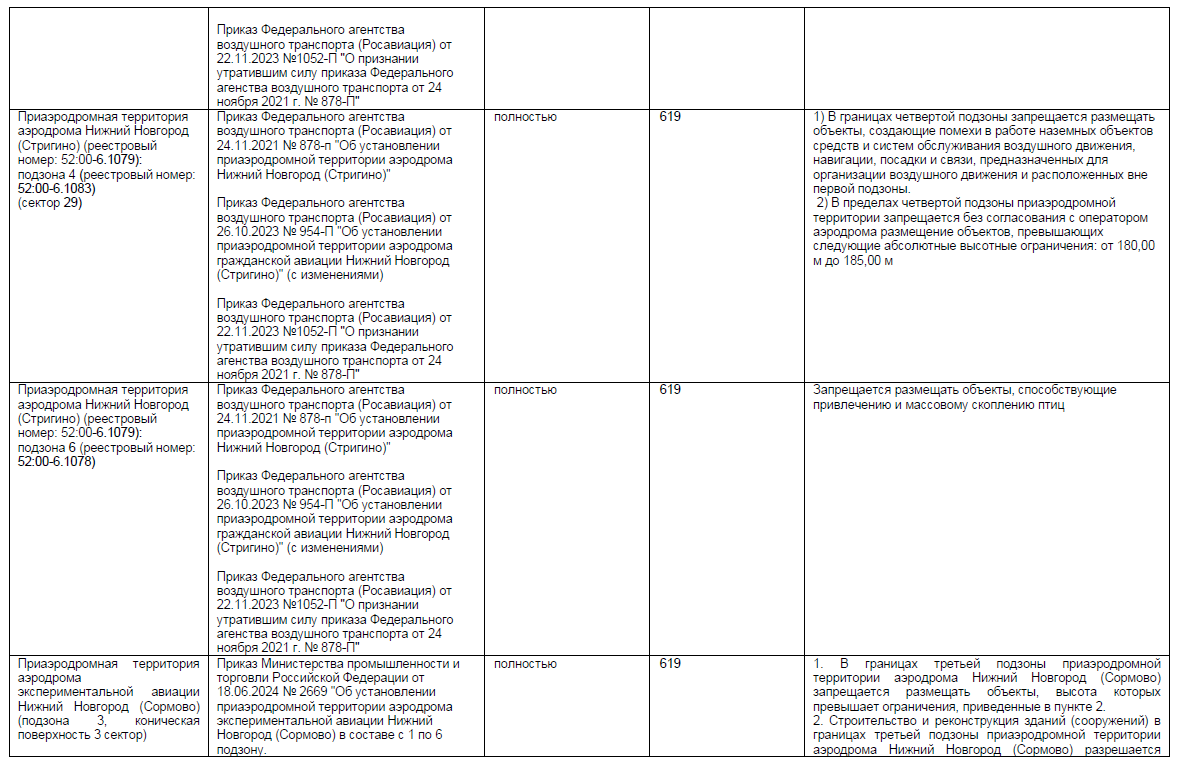 Приказ Федерального агентства
воздушного транспорта (Росавиация) от
22.11.2023 №1052-П "О признании
утратившим силу приказа Федерального
агенства воздушного транспорта от 24
ноября 2021 г. № 878-П"
Приаэродромная территория
аэродрома Нижний Новгород
(Стригино) (реестровый
номер: 52:00-6.1079):
подзона 4 (реестровый номер:
52:00-6.1083)
(сектор 29)
Приказ Федерального агентства
воздушного транспорта (Росавиация) от
24.11.2021 № 878-п "Об установлении
приаэродромной территории аэродрома
Нижний Новгород (Стригино)"
Приказ Федерального агентства
воздушного транспорта (Росавиация) от
26.10.2023 № 954-П "Об установлении
приаэродромной территории аэродрома
гражданской авиации Нижний Новгород
(Стригино)" (с изменениями)
Приказ Федерального агентства
воздушного транспорта (Росавиация) от
22.11.2023 №1052-П "О признании
утратившим силу приказа Федерального
агенства воздушного транспорта от 24
ноября 2021 г. № 878-П"
полностью
619
1) В границах четвертой подзоны запрещается размещать
объекты, создающие помехи в работе наземных объектов
средств и систем обслуживания воздушного движения,
навигации, посадки и связи, предназначенных для
организации воздушного движения и расположенных вне
первой подзоны.
2) В пределах четвертой подзоны приаэродромной
территории запрещается без согласования с оператором
аэродрома размещение объектов, превышающих
следующие абсолютные высотные ограничения: от 180,00
м до 185,00 м
Приаэродромная территория
аэродрома Нижний Новгород
(Стригино) (реестровый
номер: 52:00-6.1079):
подзона 6 (реестровый номер:
52:00-6.1078)
Приказ Федерального агентства
воздушного транспорта (Росавиация) от
24.11.2021 № 878-п "Об установлении
приаэродромной территории аэродрома
Нижний Новгород (Стригино)"
Приказ Федерального агентства
воздушного транспорта (Росавиация) от
26.10.2023 № 954-П "Об установлении
приаэродромной территории аэродрома
гражданской авиации Нижний Новгород
(Стригино)" (с изменениями)
Приказ Федерального агентства
воздушного транспорта (Росавиация) от
22.11.2023 №1052-П "О признании
утратившим силу приказа Федерального
агенства воздушного транспорта от 24
ноября 2021 г. № 878-П"
полностью
619
Запрещается размещать объекты, способствующие
привлечению и массовому скоплению птиц
Приаэродромная территория
аэродрома
экспериментальной авиации
Нижний Новгород (Сормово)
(подзона 3, коническая
поверхность 3 сектор)
Приказ Министерства промышленности и
торговли Российской Федерации от
18.06.2024 № 2669 "Об установлении
приаэродромной территории аэродрома
экспериментальной авиации Нижний
Новгород (Сормово) в составе с 1 по 6
подзону.
полностью
619
1. В границах третьей подзоны приаэродромной
территории аэродрома Нижний Новгород (Сормово)
запрещается размещать объекты, высота которых
превышает ограничения, приведенные в пункте 2.
2. Строительство и реконструкция зданий (сооружений) в
границах третьей подзоны приаэродромной территории
аэродрома Нижний Новгород (Сормово) разрешается